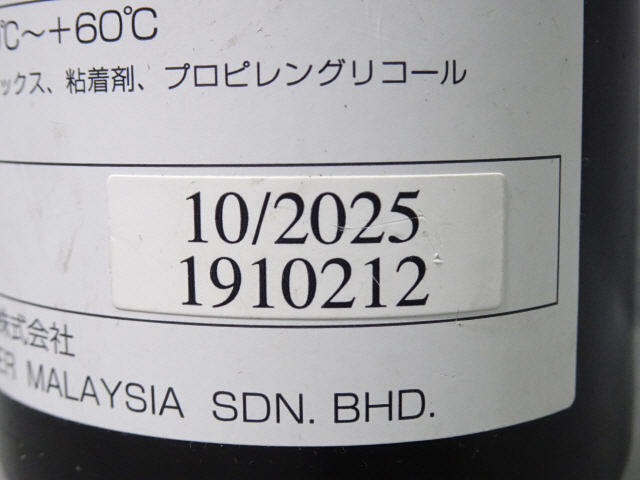 ℃～+60℃
ックス、粘着剤、プロピレングリコール
10/2025
1910212
株式会社
MALAYSIA SDN. BHD.